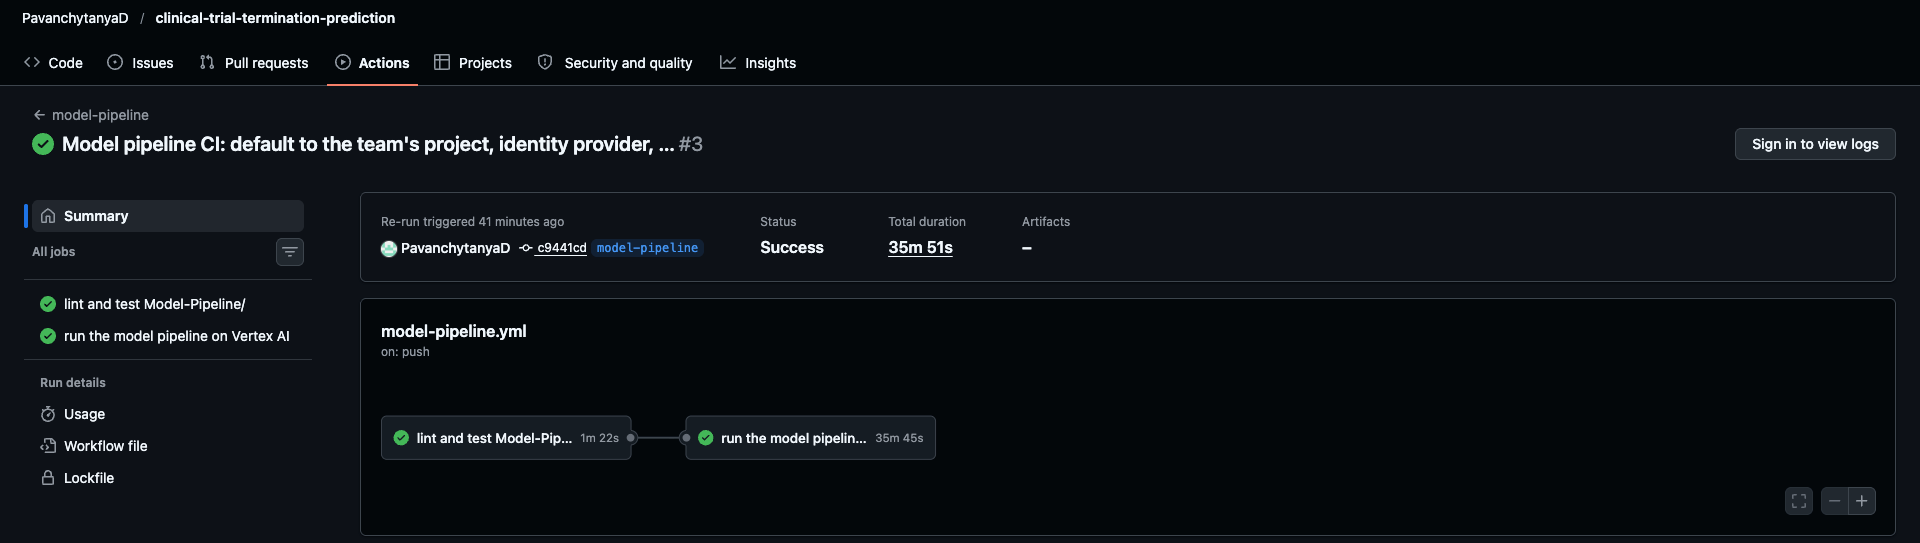 PavanchytanyaD / clinical-trial-termination-prediction
Code Issues Pull requests Actions Projects Security and quality Insights
model-pipeline
Model pipeline CI: default to the team's project, identity provider, ... #3
Sign in to view logs
Summary
All jobs
lint and test Model-Pipeline/
run the model pipeline on Vertex AI
Run details
Usage
Workflow file
Lockfile
Re-run triggered 41 minutes ago
PavanchytanyaD c9441cd model-pipeline
Status
Success
Total duration
35m 51s
Artifacts
–
model-pipeline.yml
on: push
lint and test Model-Pip... 1m 22s
run the model pipelin... 35m 45s